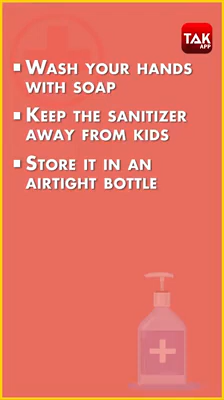 TAK
APP
WASH YOUR HANDS
WITH SOAP
KEEP THE SANITIZER
AWAY FROM KIDS
STORE IT IN AN
AIRTIGHT BOTTLE